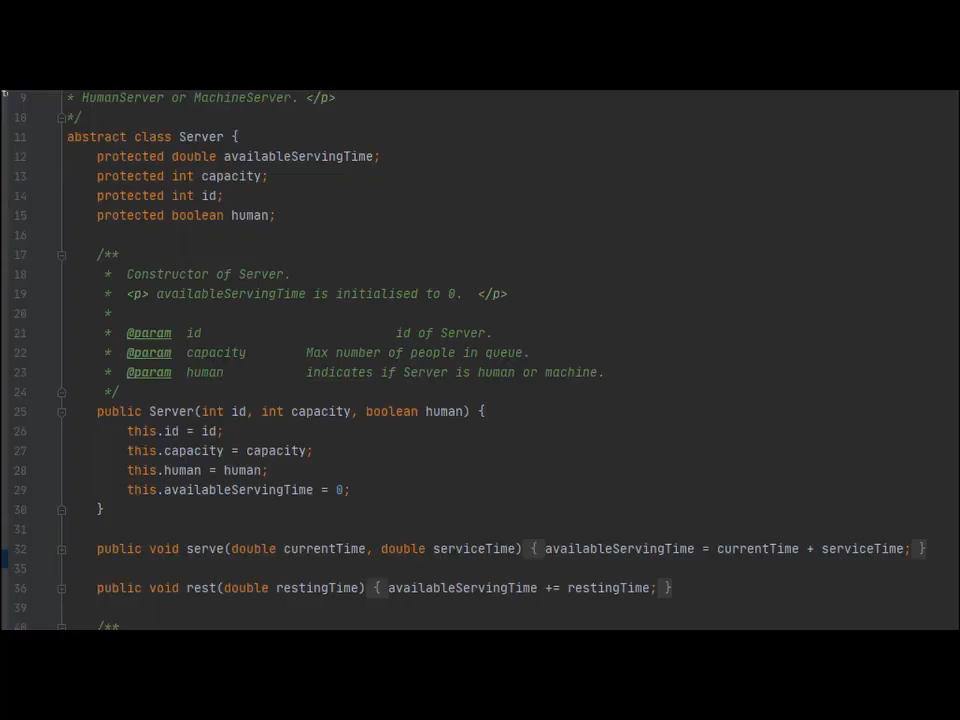 9 * HumanServer or MachineServer. </p>
10 */
11 abstract class Server {
12 protected double availableServingTime;
13 protected int capacity;
14 protected int id;
15 protected boolean human;
16
17 /**
18 * Constructor of Server.
19 * <p> availableServingTime is initialised to 0. </p>
20 *
21 * @param id id of Server.
22 * @param capacity Max number of people in queue.
23 * @param human indicates if Server is human or machine.
24 */
25 public Server(int id, int capacity, boolean human) {
26 this.id = id;
27 this.capacity = capacity;
28 this.human = human;
29 this.availableServingTime = 0;
30 }
31
32 public void serve(double currentTime, double serviceTime) { availableServingTime = currentTime + serviceTime; }
35
36 public void rest(double restingTime) { availableServingTime += restingTime; }
39
40 /**